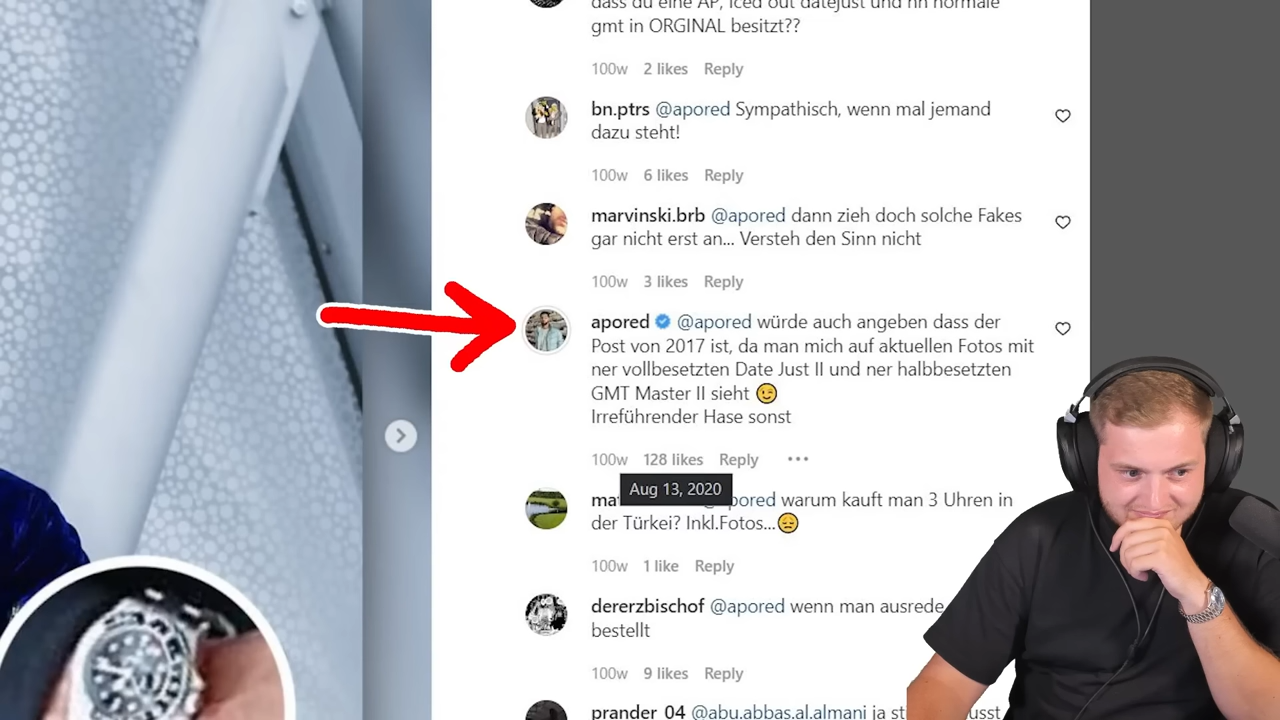 dass du eine AP, Iced out datejust und nn normale
gmt in ORGINAL besitzt??
100w 2 likes Reply
bn.ptrs @apored Sympathisch, wenn mal jemand
dazu steht!
100w 6 likes Reply
marvinski.brb @apored dann zieh doch solche Fakes
gar nicht erst an... Versteh den Sinn nicht
100w 3 likes Reply
apored @apored würde auch angeben dass der
Post von 2017 ist, da man mich auf aktuellen Fotos mit
ner vollbesetzten Date Just II und ner halbbesetzten
GMT Master II sieht 😉
Irreführender Hase sonst
100w 128 likes Reply •••
Aug 13, 2020
warum kauft man 3 Uhren in
der Türkei? Inkl.Fotos...😞
100w 1 like Reply
dererzbischof @apored wenn man ausrede
bestellt
100w 9 likes Reply
prander_04 @abu.abbas.al.almani ja